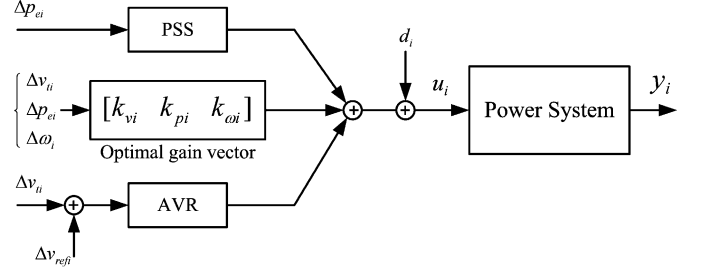 Δp_ei
PSS
d_i
Δv_ti
Δp_ei
Δω_i
[k_vi k_pi k_ωi]
Optimal gain vector
u_i
Power System
y_i
Δv_ti
AVR
Δv_refi